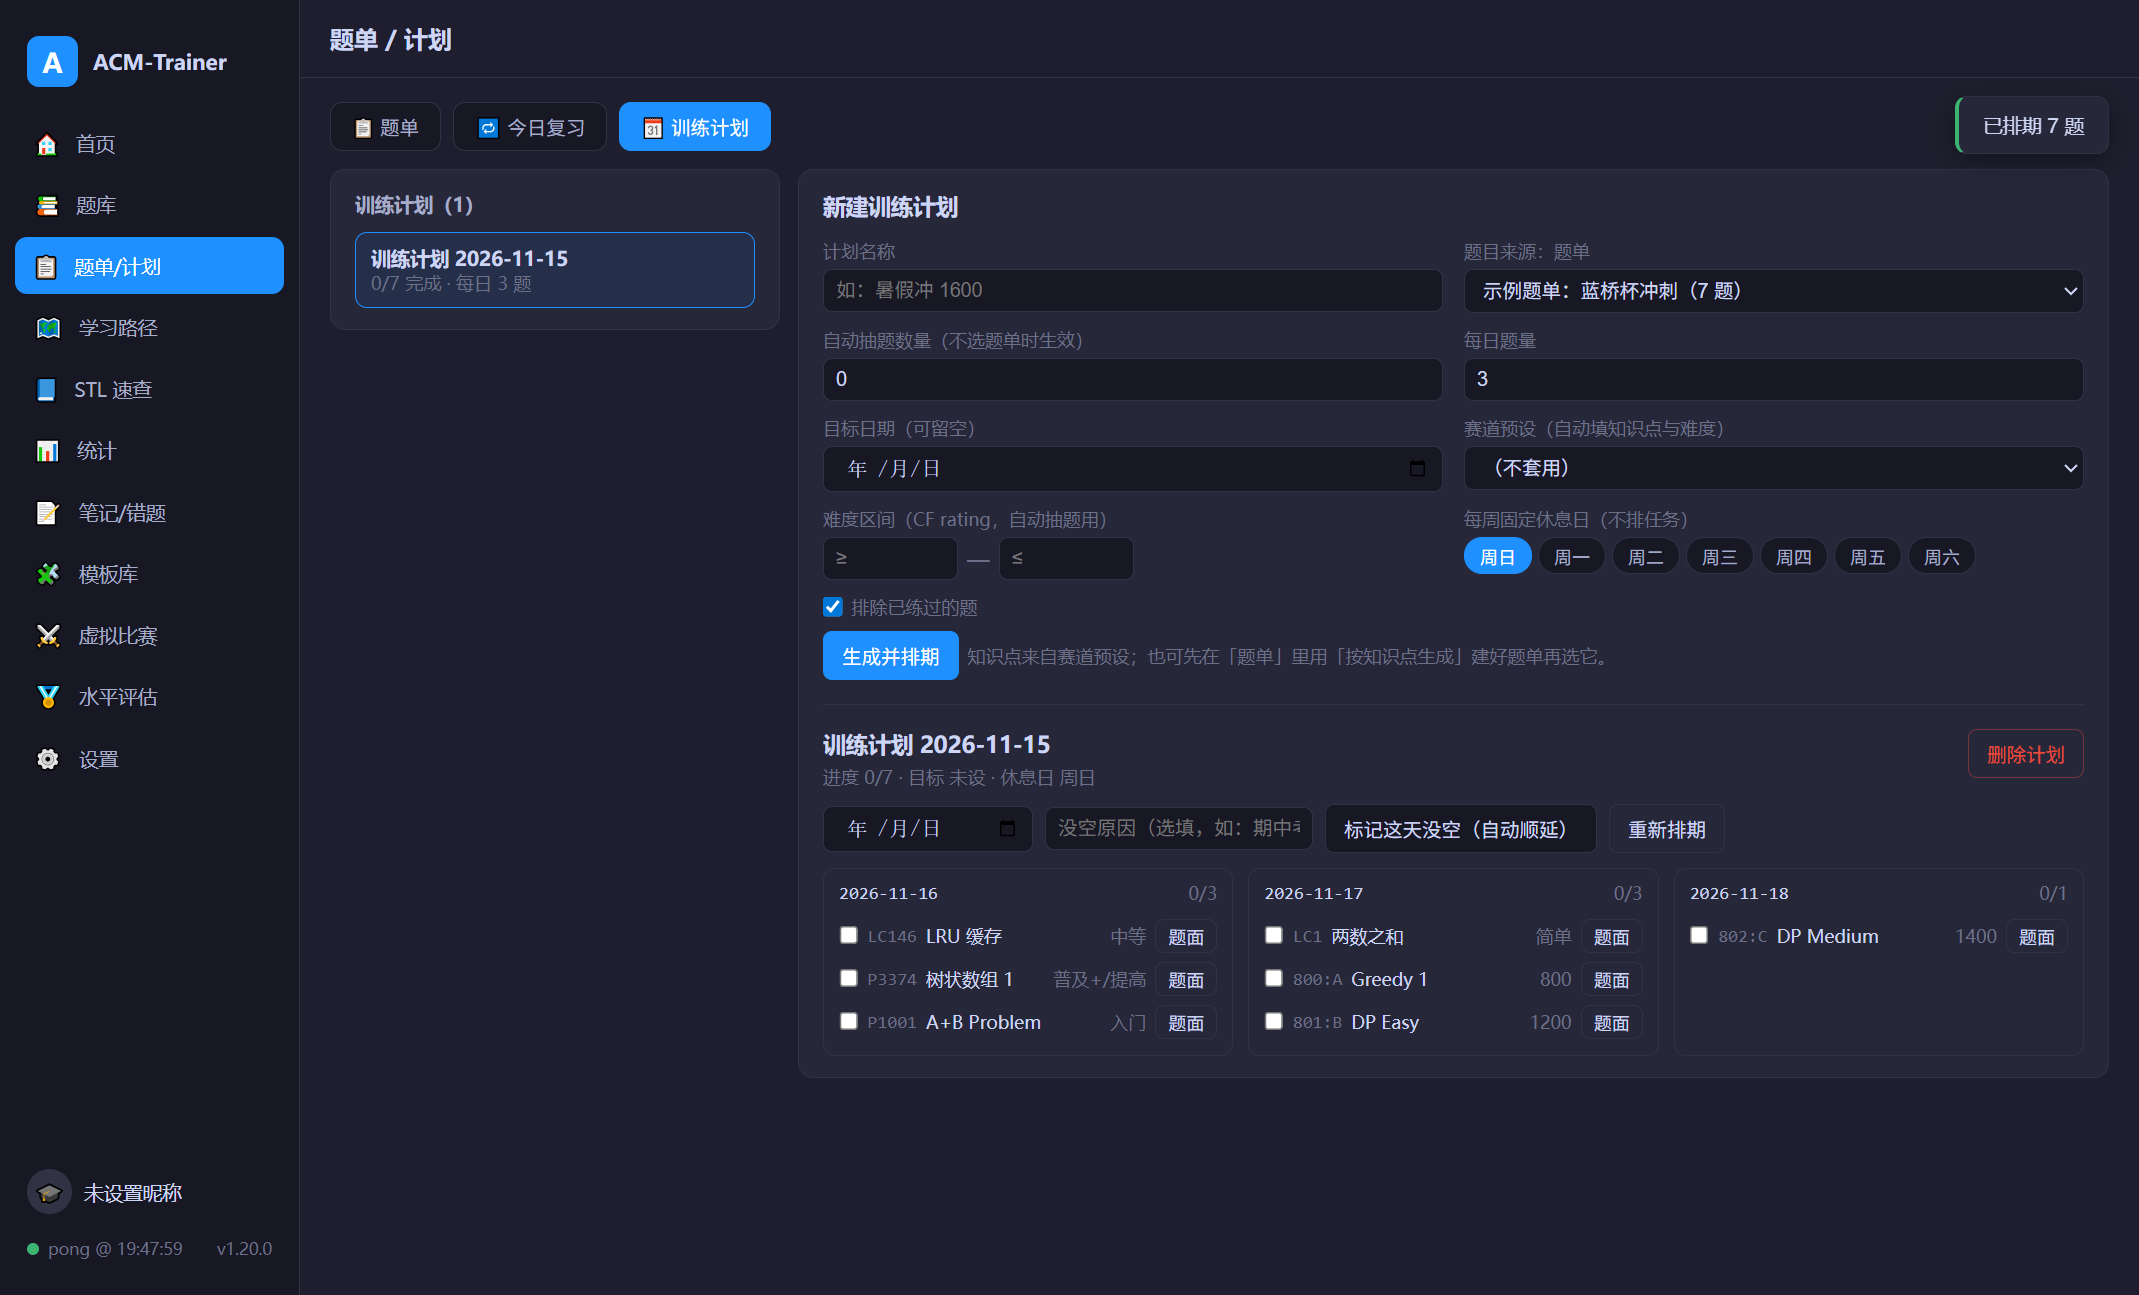 A ACM-Trainer
首页
题库
题单/计划
学习路径
STL 速查
统计
笔记/错题
模板库
虚拟比赛
水平评估
设置
未设置昵称
pong @ 19:47:59 v1.20.0
题单 / 计划
题单 今日复习 31 训练计划
已排期 7 题
训练计划（1）
训练计划 2026-11-15
0/7 完成 · 每日 3 题
新建训练计划
计划名称 题目来源：题单
如：暑假冲 1600 示例题单：蓝桥杯冲刺（7 题）
自动抽题数量（不选题单时生效） 每日题量
0 3
目标日期（可留空） 赛道预设（自动填知识点与难度）
年 /月/日 （不套用）
难度区间（CF rating，自动抽题用） 每周固定休息日（不排任务）
≥ — ≤ 周日 周一 周二 周三 周四 周五 周六
排除已练过的题
生成并排期 知识点来自赛道预设；也可先在「题单」里用「按知识点生成」建好题单再选它。
训练计划 2026-11-15 删除计划
进度 0/7 · 目标 未设 · 休息日 周日
年 /月/日 没空原因（选填，如：期中 标记这天没空（自动顺延） 重新排期
2026-11-16 0/3
LC146 LRU 缓存 中等 题面
P3374 树状数组 1 普及+/提高 题面
P1001 A+B Problem 入门 题面
2026-11-17 0/3
LC1 两数之和 简单 题面
800:A Greedy 1 800 题面
801:B DP Easy 1200 题面
2026-11-18 0/1
802:C DP Medium 1400 题面